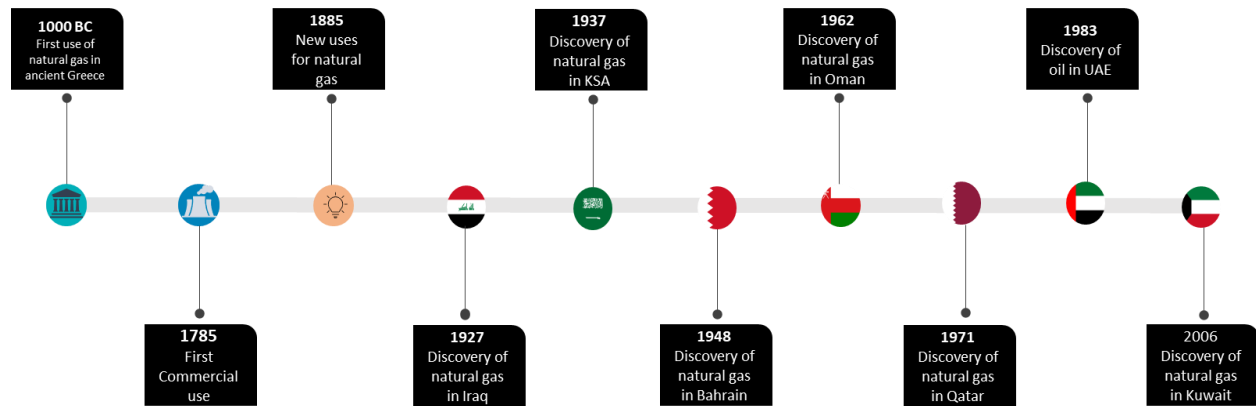 1000 BC
First use of
natural gas in
ancient Greece
1785
First
Commercial
use
1885
New uses
for natural
gas
1927
Discovery of
natural gas
in Iraq
1937
Discovery of
natural gas
in KSA
1948
Discovery of
natural gas
in Bahrain
1962
Discovery of
natural gas
in Oman
1971
Discovery of
natural gas
in Qatar
1983
Discovery of
oil in UAE
2006
Discovery of
natural gas
in Kuwait